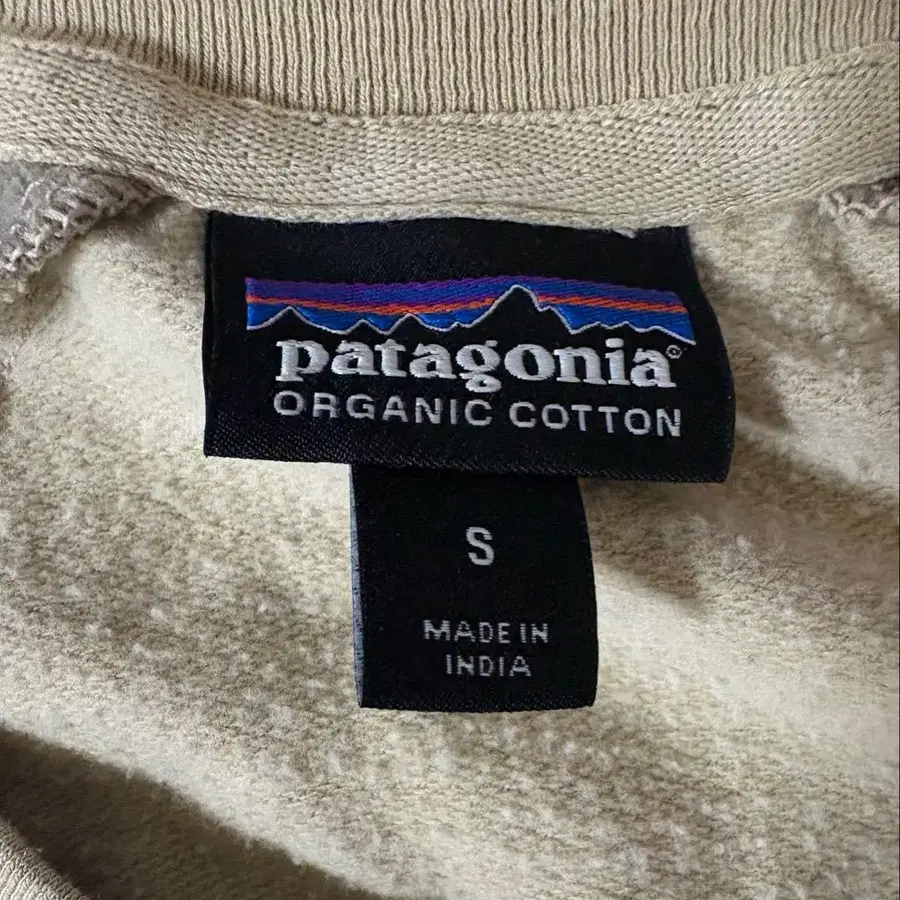 patagonia®
ORGANIC COTTON
S
MADE IN
INDIA